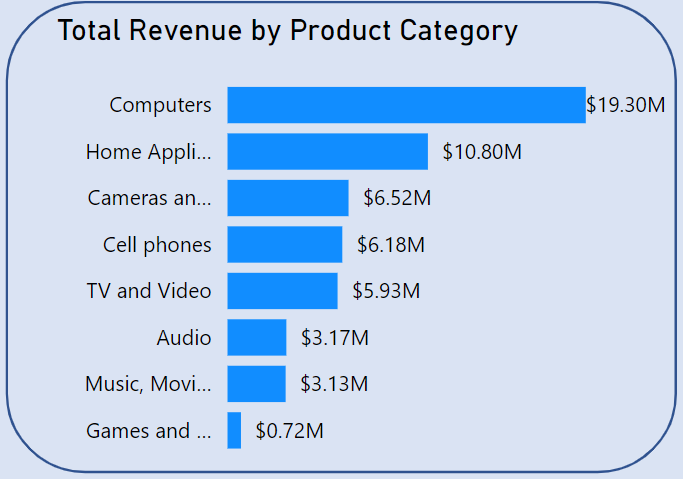 Total Revenue by Product Category
Computers $19.30M
Home Appli... $10.80M
Cameras an... $6.52M
Cell phones $6.18M
TV and Video $5.93M
Audio $3.17M
Music, Movi... $3.13M
Games and ... $0.72M